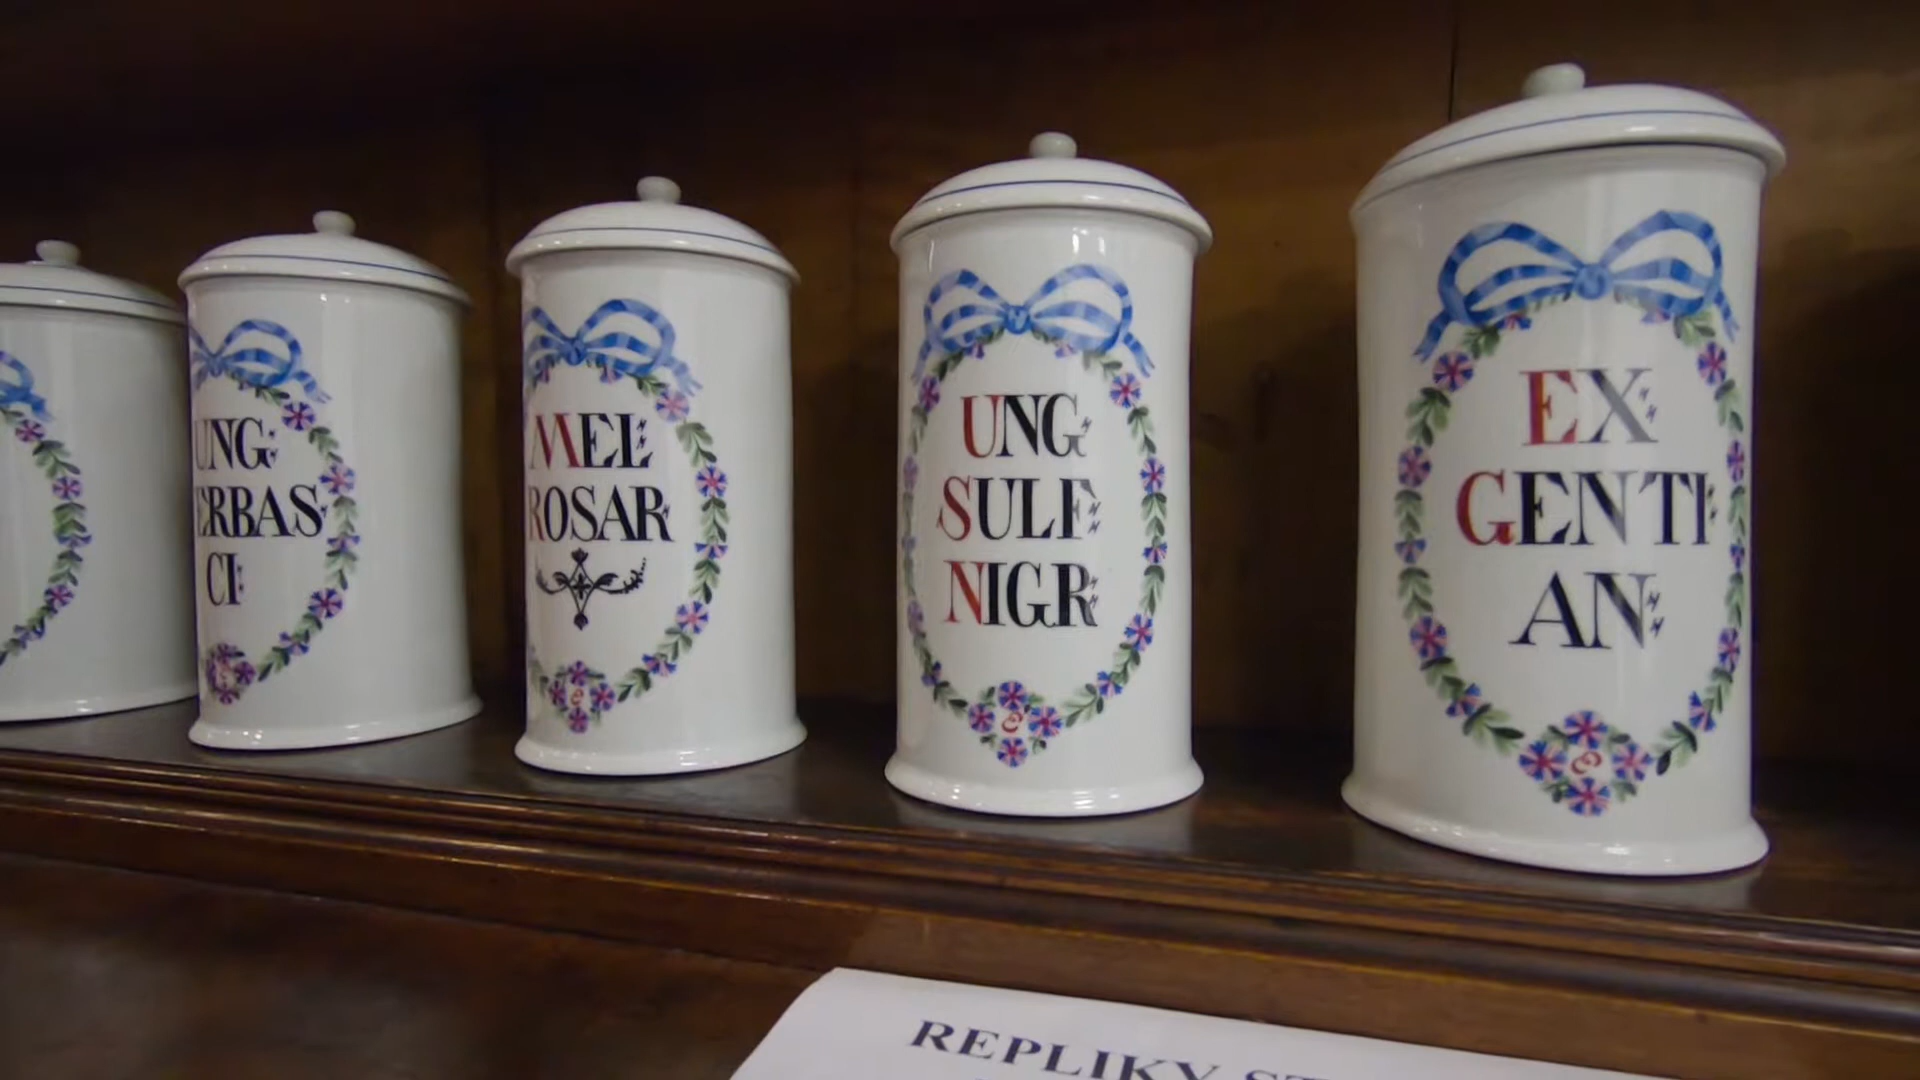 UNG:
ERBAS
CI:
MEL
ROSAR
UNG
SULF
NIGR
EX
GENTI
AN
REPLIKY